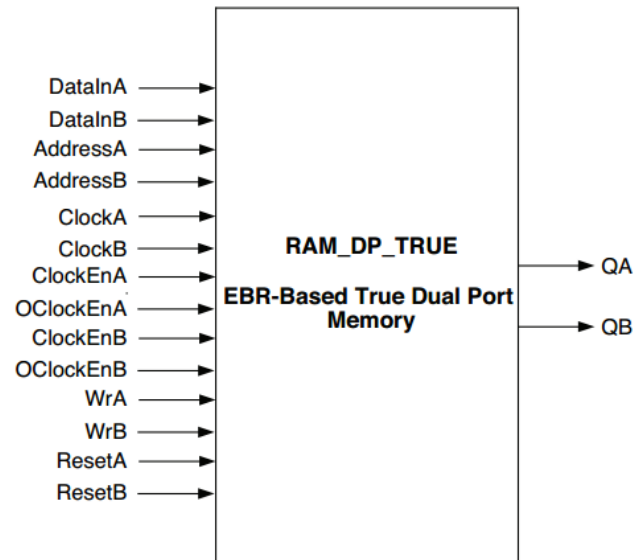 DataInA
DataInB
AddressA
AddressB
ClockA
ClockB
ClockEnA
OClockEnA
ClockEnB
OClockEnB
WrA
WrB
ResetA
ResetB
RAM_DP_TRUE
EBR-Based True Dual Port
Memory
QA
QB